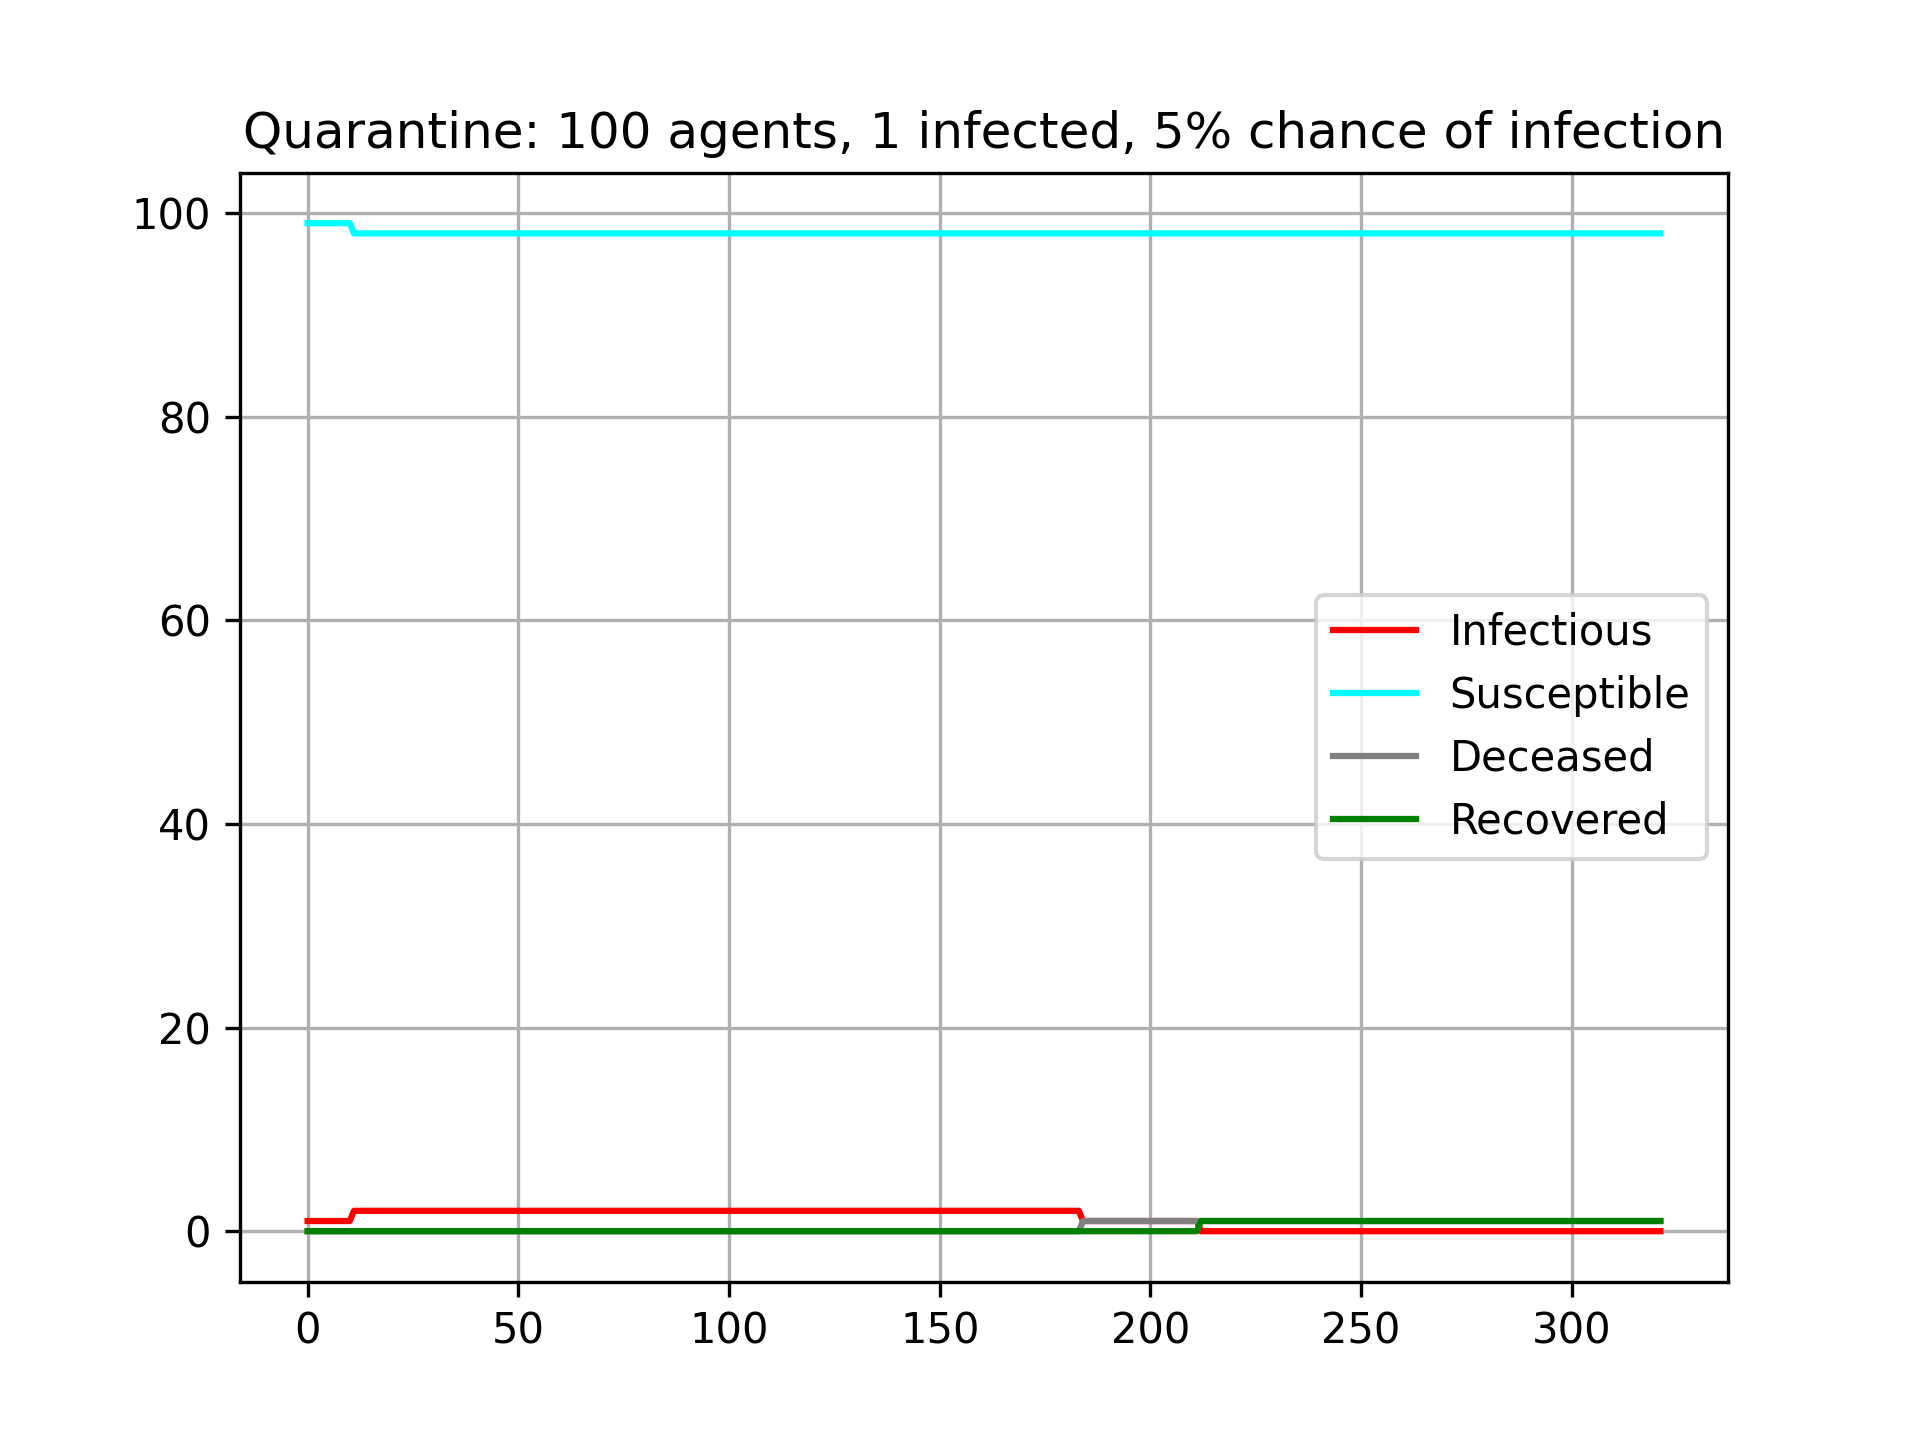 Quarantine: 100 agents, 1 infected, 5% chance of infection
100
80
60
40
20
0
Infectious
Susceptible
Deceased
Recovered
0 50 100 150 200 250 300